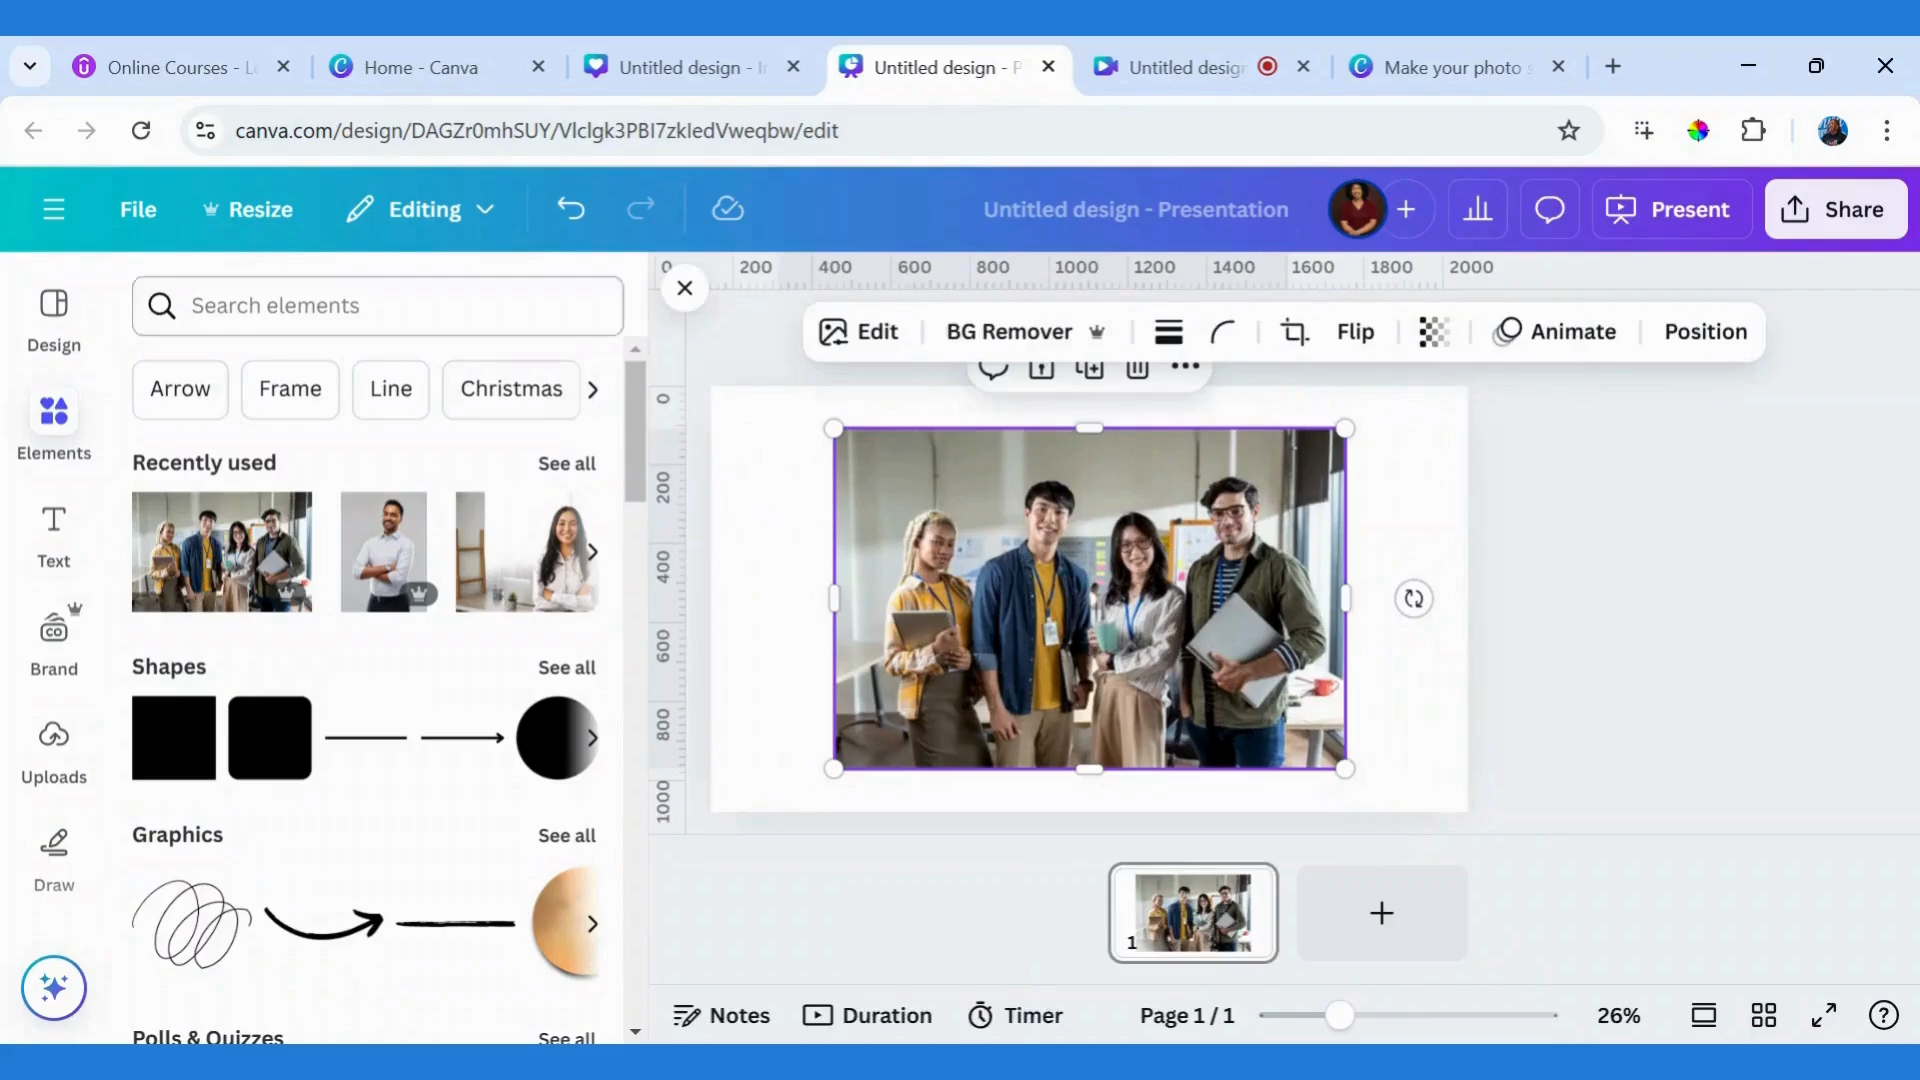 Online Courses - Le
Home - Canva
Untitled design - I
Untitled design - P
Untitled design
Make your photo s
canva.com/design/DAGZr0mhSUY/Vlclgk3PBI7zkIedVweqbw/edit
File
Resize
Editing
Untitled design - Presentation
Present
Share
0 200 400 600 800 1000 1200 1400 1600 1800 2000
Search elements
Edit
BG Remover
Flip
Animate
Position
Design
Elements
Text
Brand
Uploads
Draw
Arrow
Frame
Line
Christmas
Recently used
See all
Shapes
See all
Graphics
See all
Polls & Quizzes
See all
0
200
400
600
800
1000
1
Notes
Duration
Timer
Page 1 / 1
26%